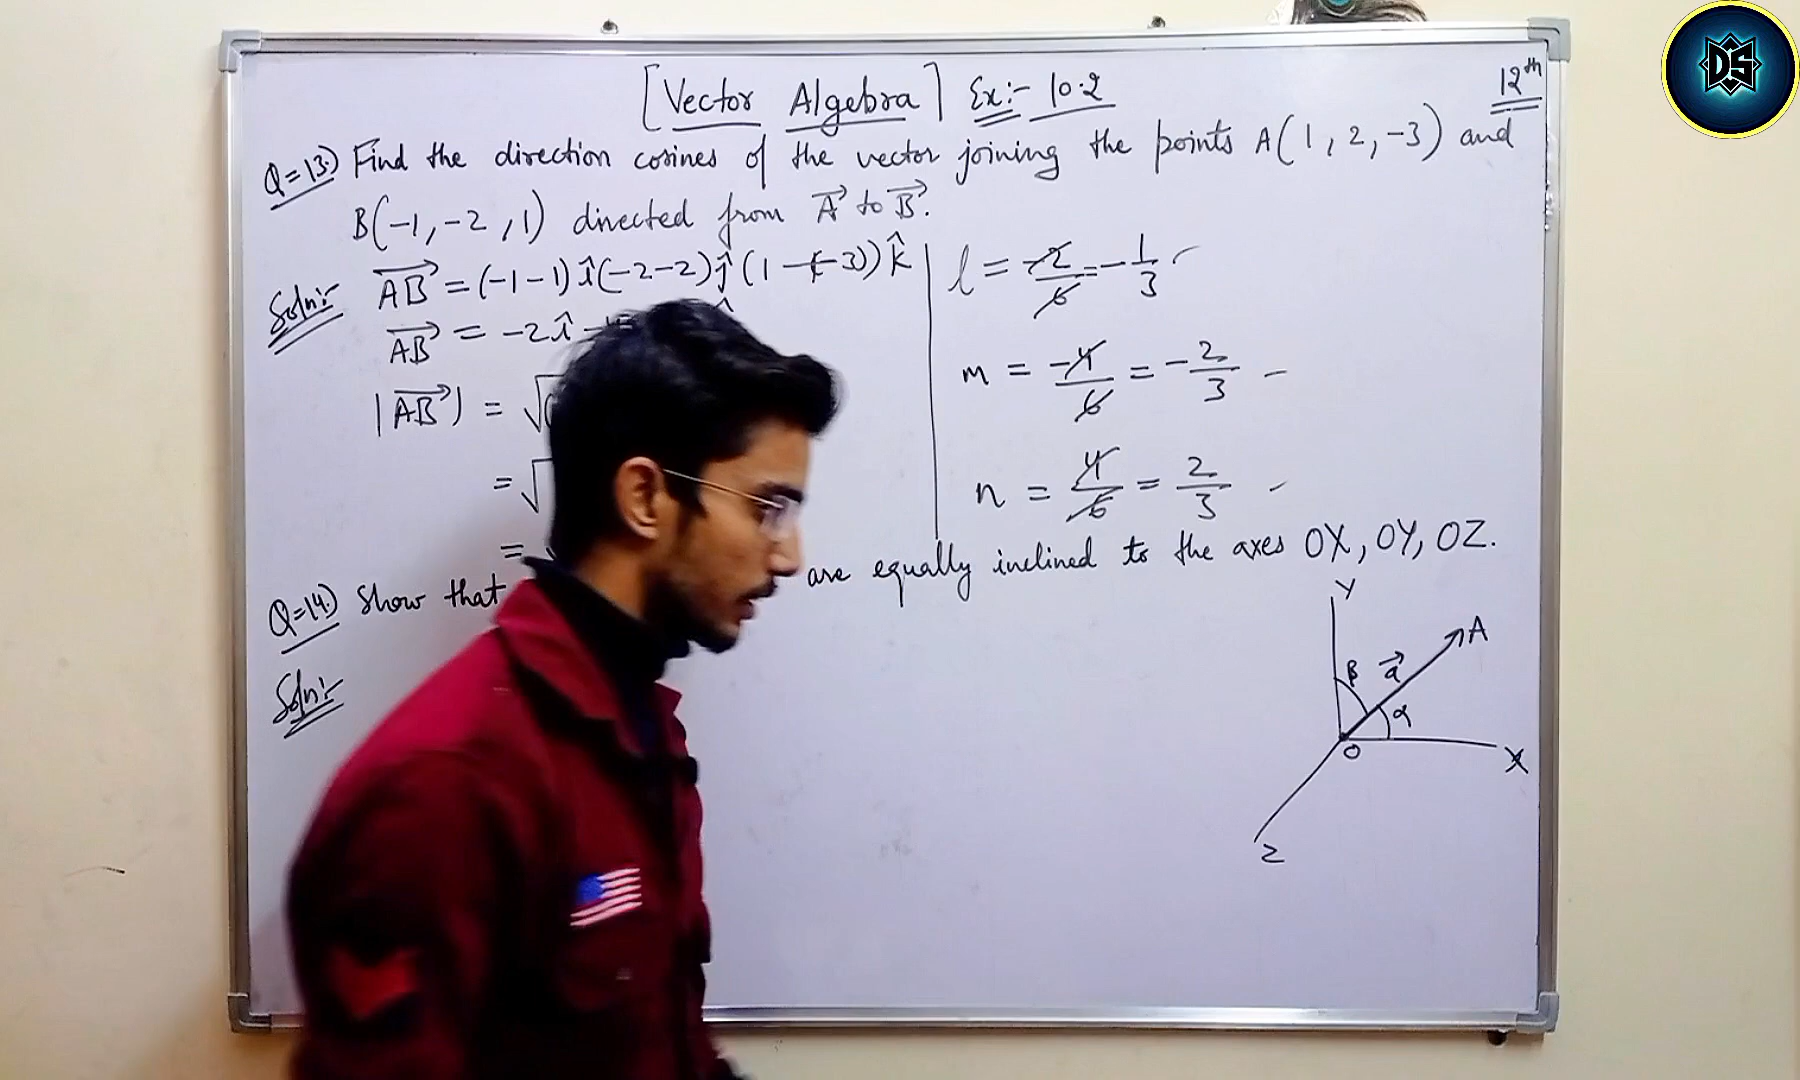 [Vector Algebra] Ex:- 10.2
12th
DS
Q=13.) Find the direction cosines of the vector joining the points A(1, 2, -3) and
B(-1, -2, 1) directed from A⃗ to B⃗.
Soln:-
AB⃗ = (-1-1)î(-2-2)ĵ(1-(-3))k̂
AB⃗ = -2î -
|AB⃗| = √(
= √
=
l = -2/6 = -1/3
m = -4/6 = -2/3
n = 4/6 = 2/3
Q=14.) Show that are equally inclined to the axes OX, OY, OZ.
Soln:-
Y
A
β a⃗
α
O
X
Z